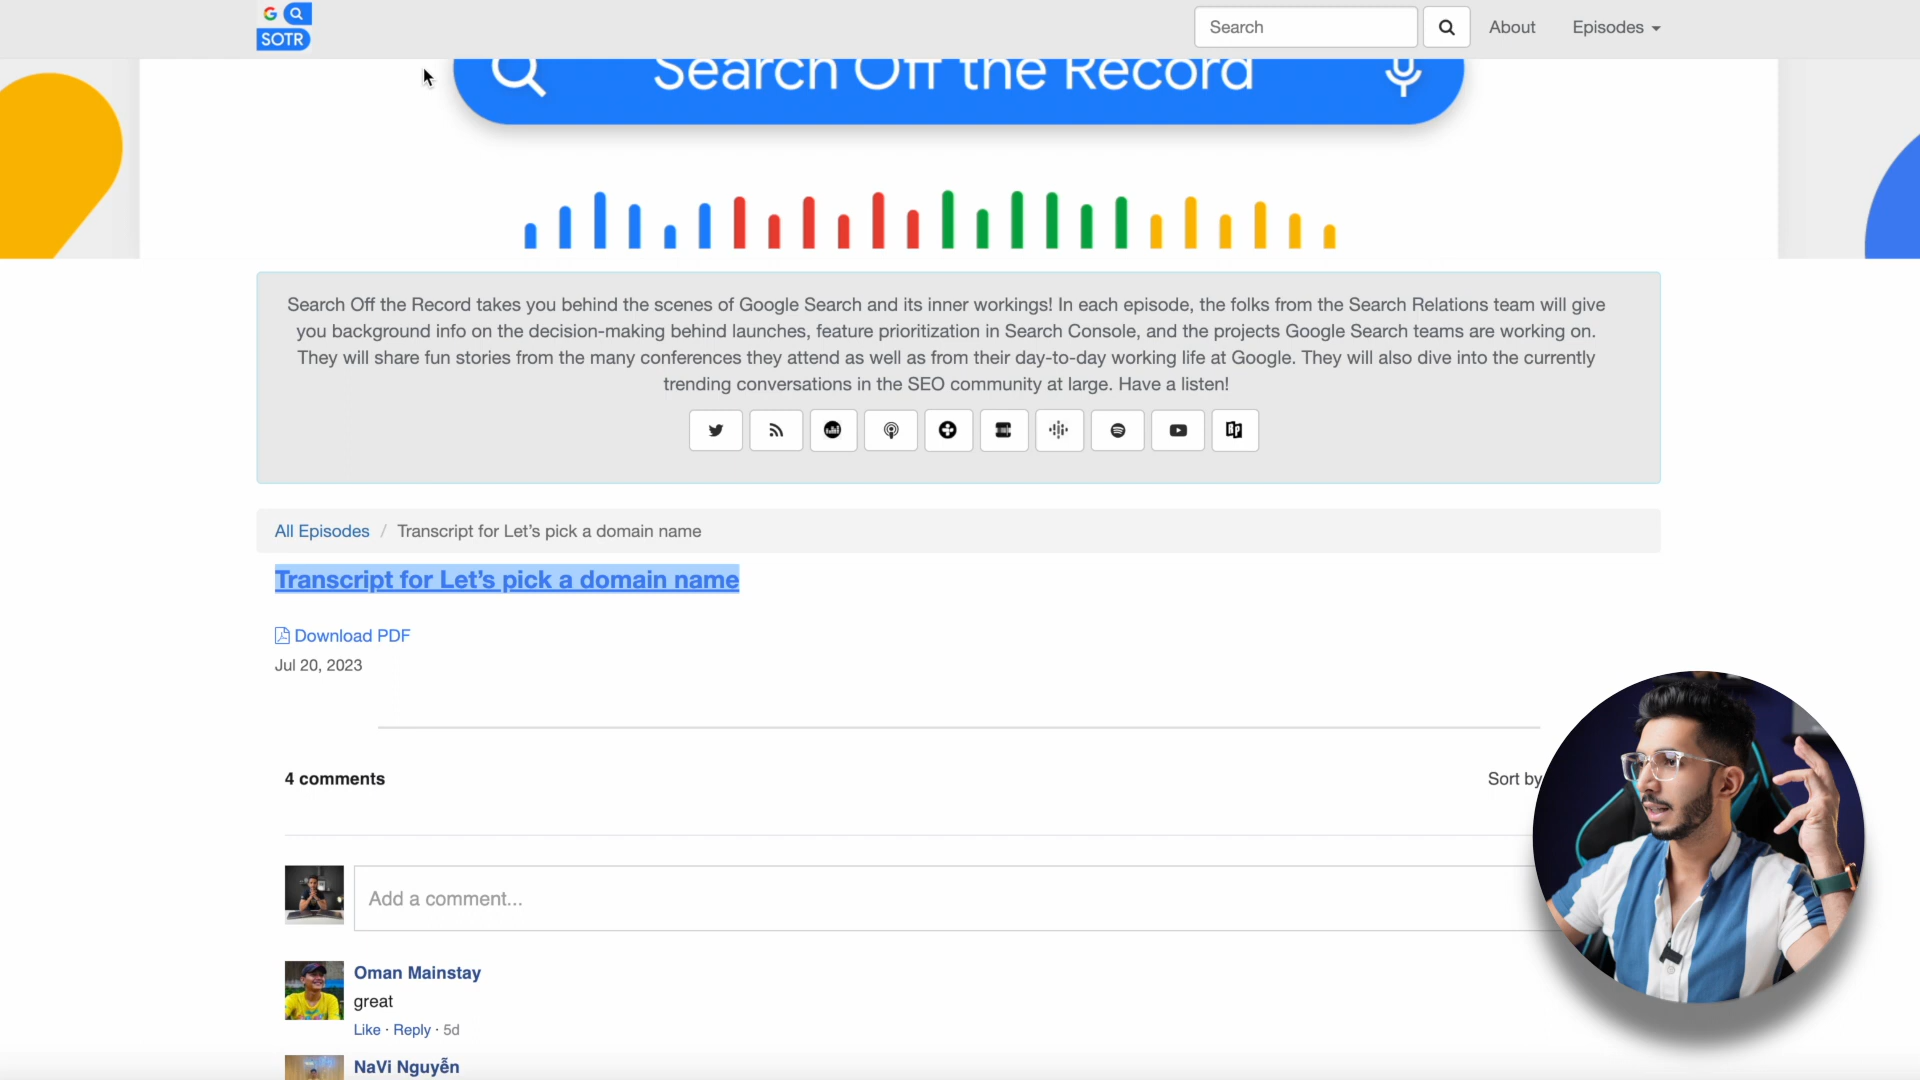 SOTR
Search
About
Episodes
Search Off the Record
Search Off the Record takes you behind the scenes of Google Search and its inner workings! In each episode, the folks from the Search Relations team will give
you background info on the decision-making behind launches, feature prioritization in Search Console, and the projects Google Search teams are working on.
They will share fun stories from the many conferences they attend as well as from their day-to-day working life at Google. They will also dive into the currently
trending conversations in the SEO community at large. Have a listen!
All Episodes / Transcript for Let’s pick a domain name
Transcript for Let’s pick a domain name
Download PDF
Jul 20, 2023
4 comments
Sort by
Add a comment...
Oman Mainstay
great
Like · Reply · 5d
NaVi Nguyễn